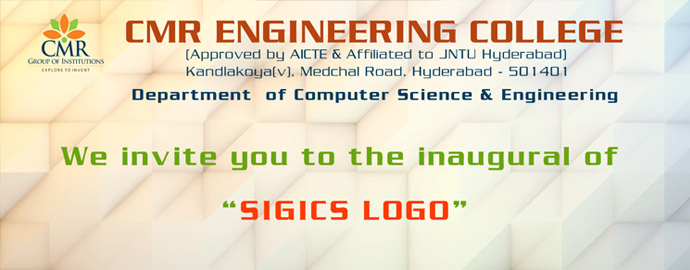 CMR
GROUP OF INSTITUTIONS
EXPLORE TO INVENT
CMR ENGINEERING COLLEGE
(Approved by AICTE & Affiliated to JNTU Hyderabad)
Kandlakoya(v), Medchal Road, Hyderabad - 501401
Department of Computer Science & Engineering
We invite you to the inaugural of
“SIGICS LOGO”